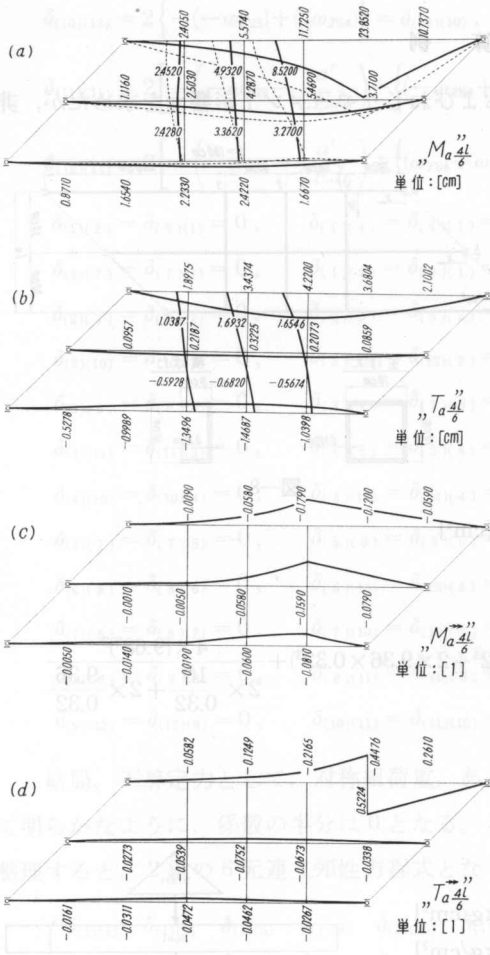 (a)
2.4050 5.5740 11.7250 23.8520 10.7370
2.4520 4.9320 8.5200
1.1160 2.5030 4.2870 5.4690 3.7100
2.4280 3.3620 3.2700
0.8710 1.6540 2.2330 2.4220 1.6670
„Ma 4l/6”
単位：[cm]
(b)
1.8975 3.4374 4.2200 3.6804 2.1002
1.0387 1.6932 1.6546
0.0957 0.2187 0.3225 0.2073 0.0859
-0.5928 -0.6820 -0.5674
-0.5278 -0.9989 -1.3496 -1.4687 -1.0398
„Ta 4l/6”
単位：[cm]
(c)
-0.0090 -0.0580 -0.1790 -0.1200 -0.0590
0.0010 0.0050 -0.0580 -0.1590 -0.0790
-0.0050 -0.0110 -0.0190 -0.0600 -0.0810
„Ma 4l/6”
単位：[1]
(d)
-0.0582 -0.1249 -0.2165 -0.4476 0.2610
0.5224
-0.0273 -0.0539 -0.0752 -0.0673 -0.0338
-0.0161 -0.0311 -0.0472 -0.0462 -0.0267
„Ta 4l/6”
単位：[1]